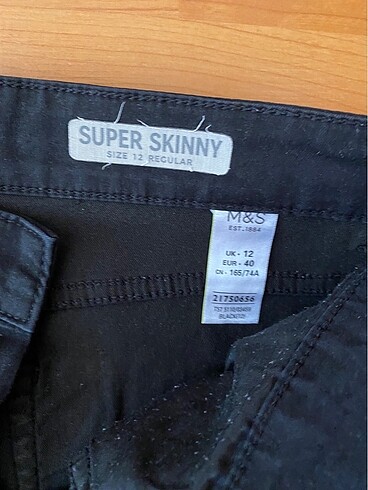 SUPER SKINNY
SIZE 12 REGULAR
M&S
EST. 1884
UK - 12
EUR - 40
CN - 165/74A
21750656
BLACK